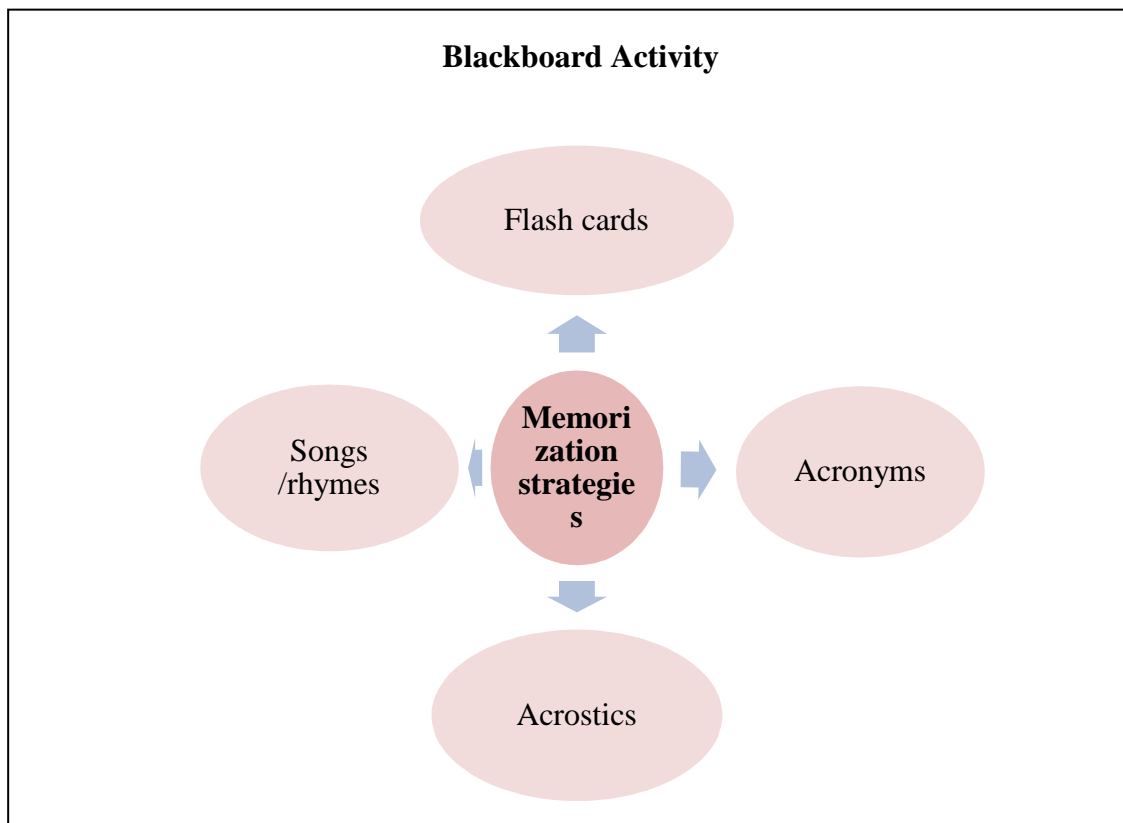 Blackboard Activity
Flash cards
Songs
/rhymes
Memori
zation
strategie
s
Acronyms
Acrostics